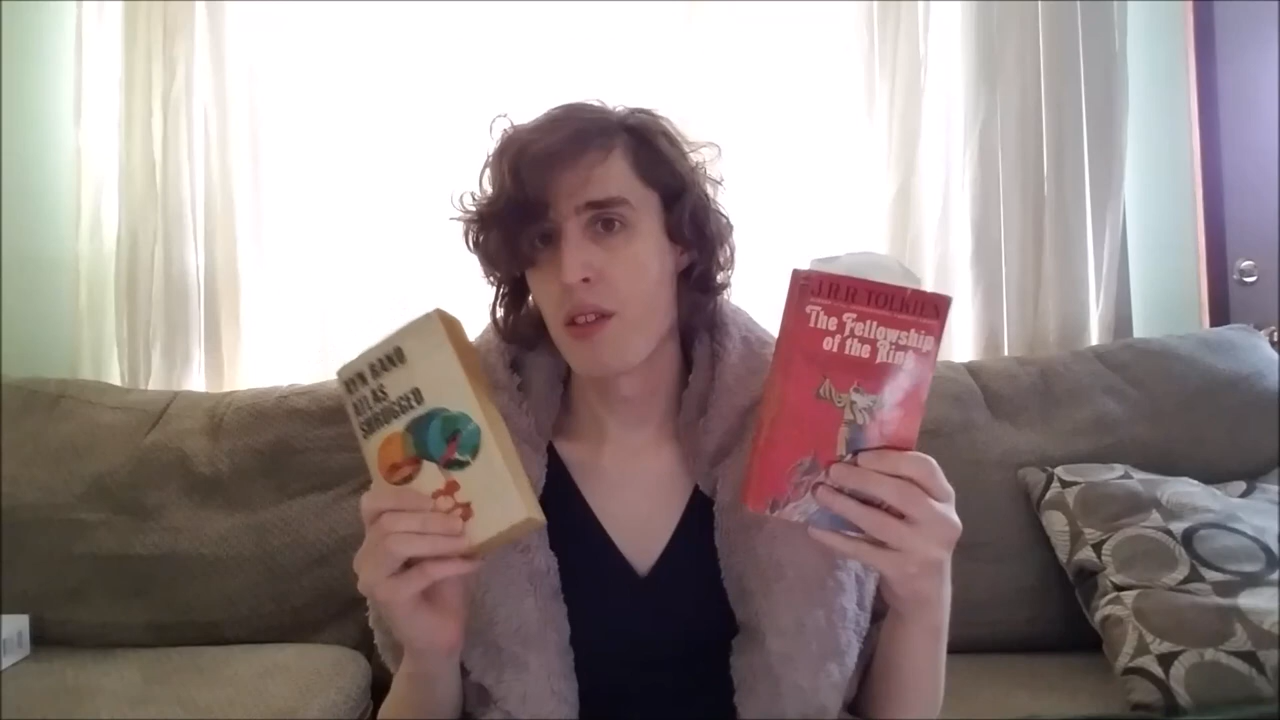 AYN RAND
ATLAS
SHRUGGED
J.R.R. TOLKIEN
The Fellowship
of the Ring